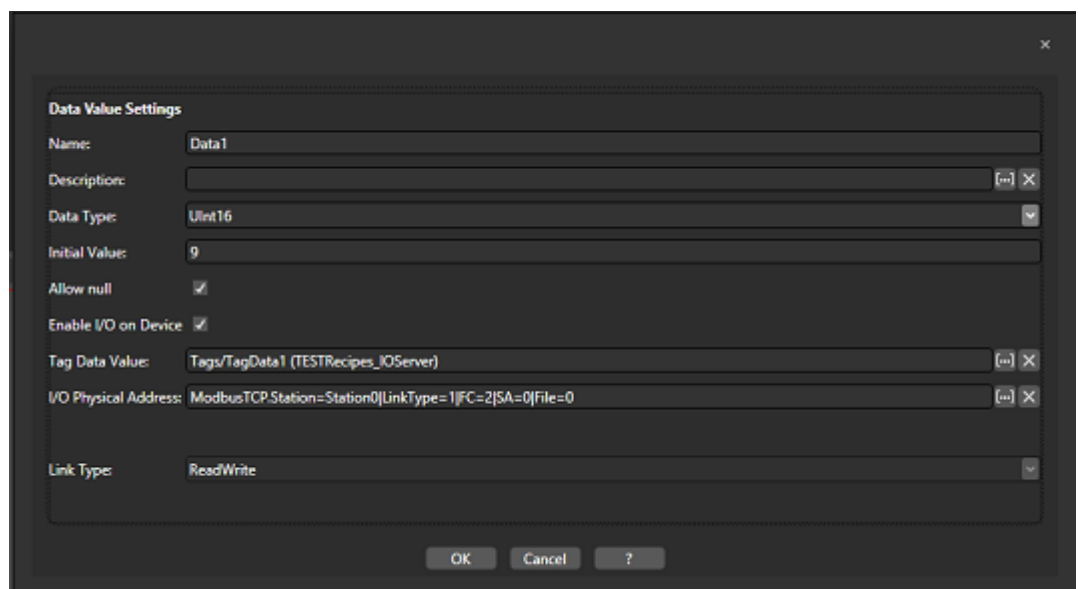 Data Value Settings
Name: Data1
Description:
Data Type: UInt16
Initial Value: 9
Allow null
Enable I/O on Device
Tag Data Value: Tags/TagData1 (TESTRecipes_IOServer)
I/O Physical Address: ModbusTCP.Station=Station0|LinkType=1|FC=2|SA=0|File=0
Link Type: ReadWrite
OK Cancel ?